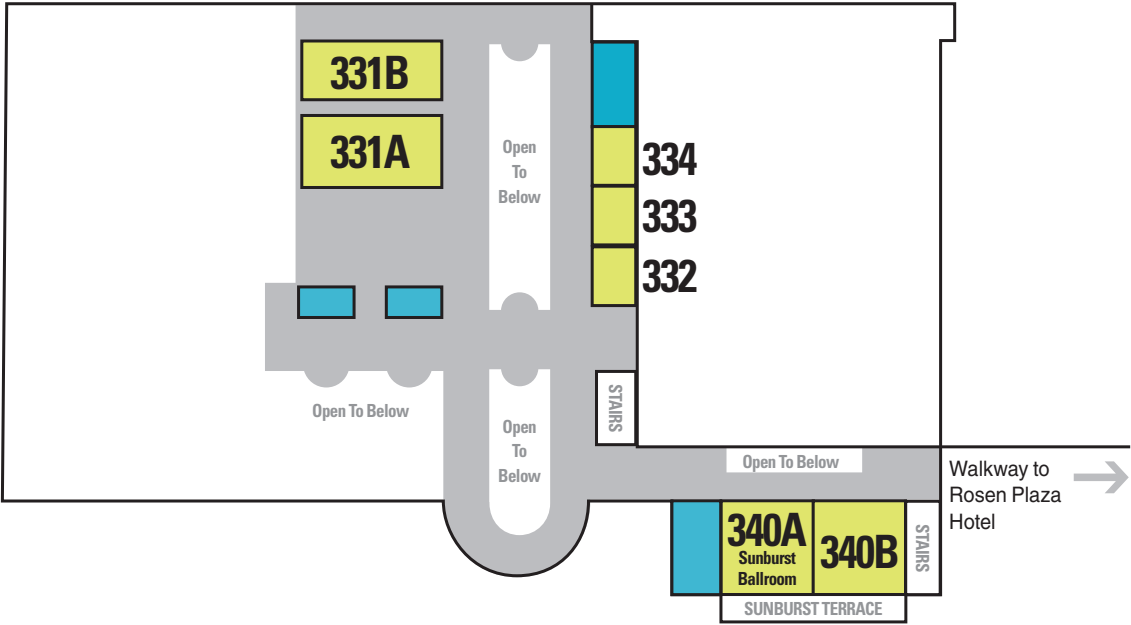 331B
331A
Open
To
Below
334
333
332
STAIRS
Open To Below
Open
To
Below
Open To Below
Walkway to
Rosen Plaza
Hotel
340A
Sunburst
Ballroom
340B
STAIRS
SUNBURST TERRACE